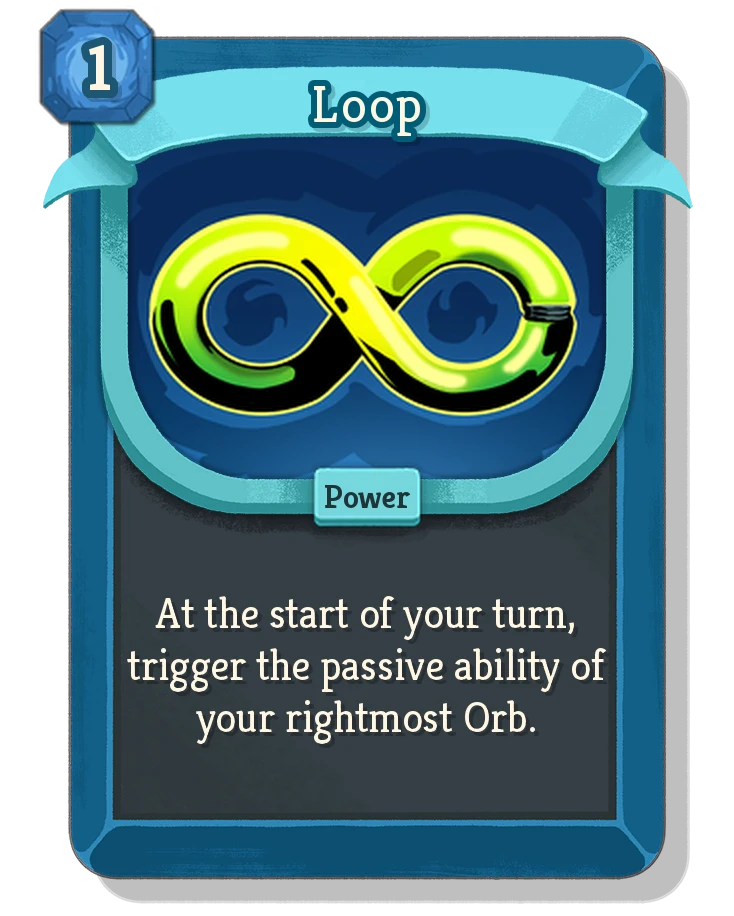 1
Loop
Power
At the start of your turn,
trigger the passive ability of
your rightmost Orb.